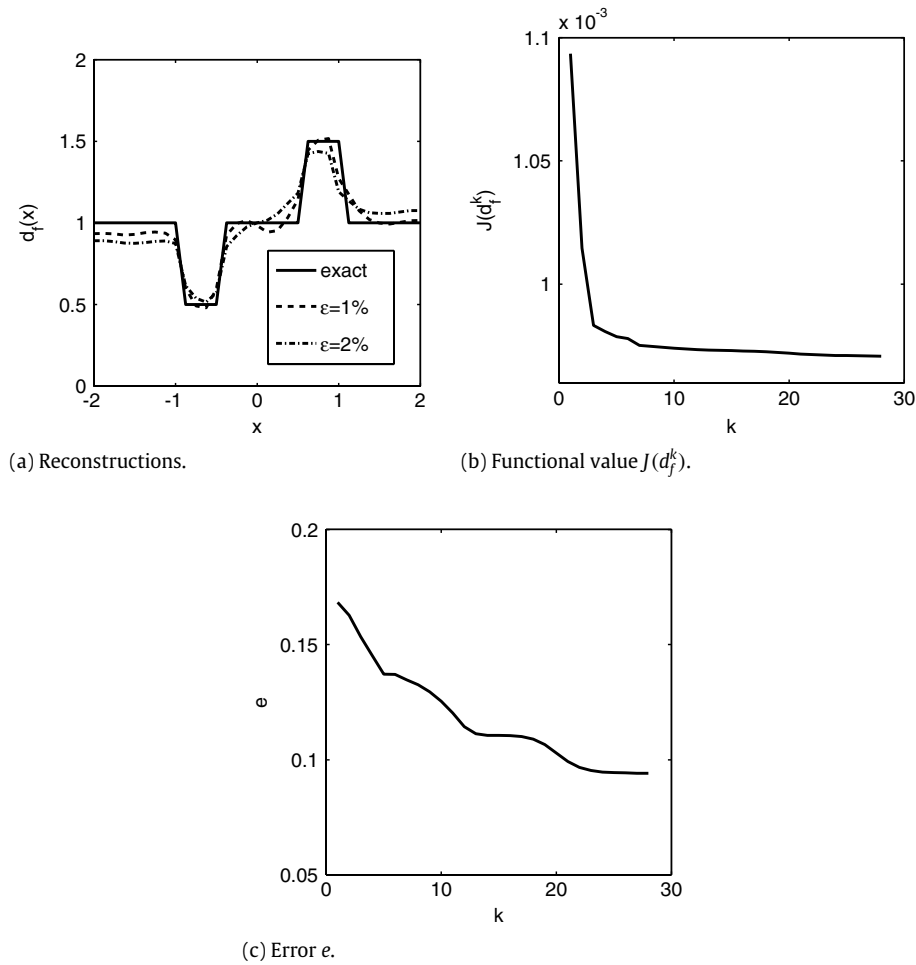 2
1.5
1
0.5
0
-2
-1
0
1
2
d_f(x)
x
exact
ε=1%
ε=2%
(a) Reconstructions.
x 10^-3
1.1
1.05
1
0
10
20
30
J(d_f^k)
k
(b) Functional value J(d_f^k).
0.2
0.15
0.1
0.05
0
10
20
30
e
k
(c) Error e.